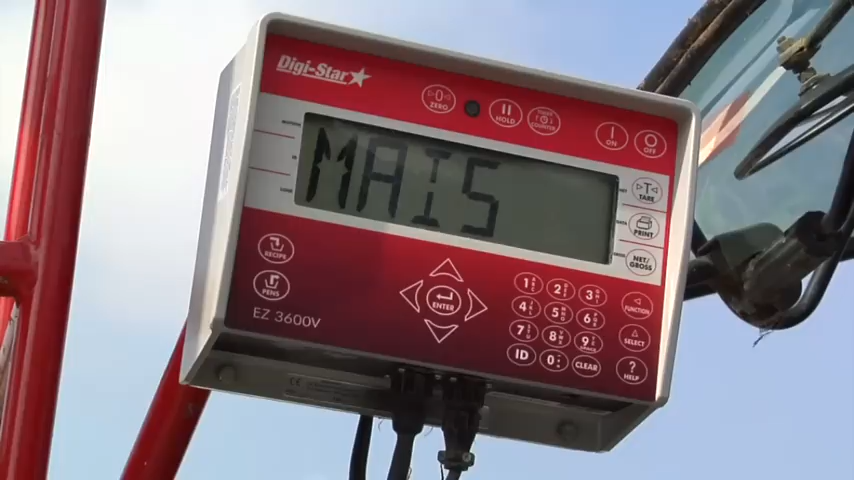 Digi-Star
ZERO
HOLD
COUNTER
ON
OFF
MAIS
TARE
PRINT
NET/
GROSS
RECIPE
PENS
ENTER
EZ 3600V
1 2 3
4 5 6
7 8 9
ID 0 CLEAR
FUNCTION
SELECT
?
HELP